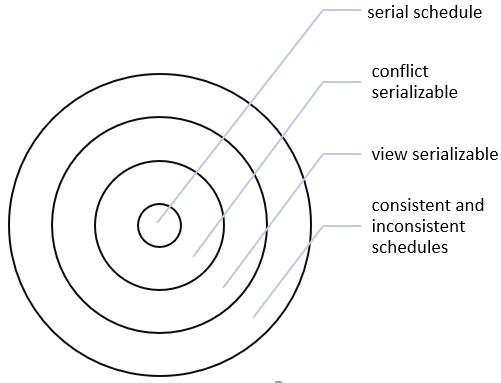 serial schedule
conflict
serializable
view serializable
consistent and
inconsistent
schedules